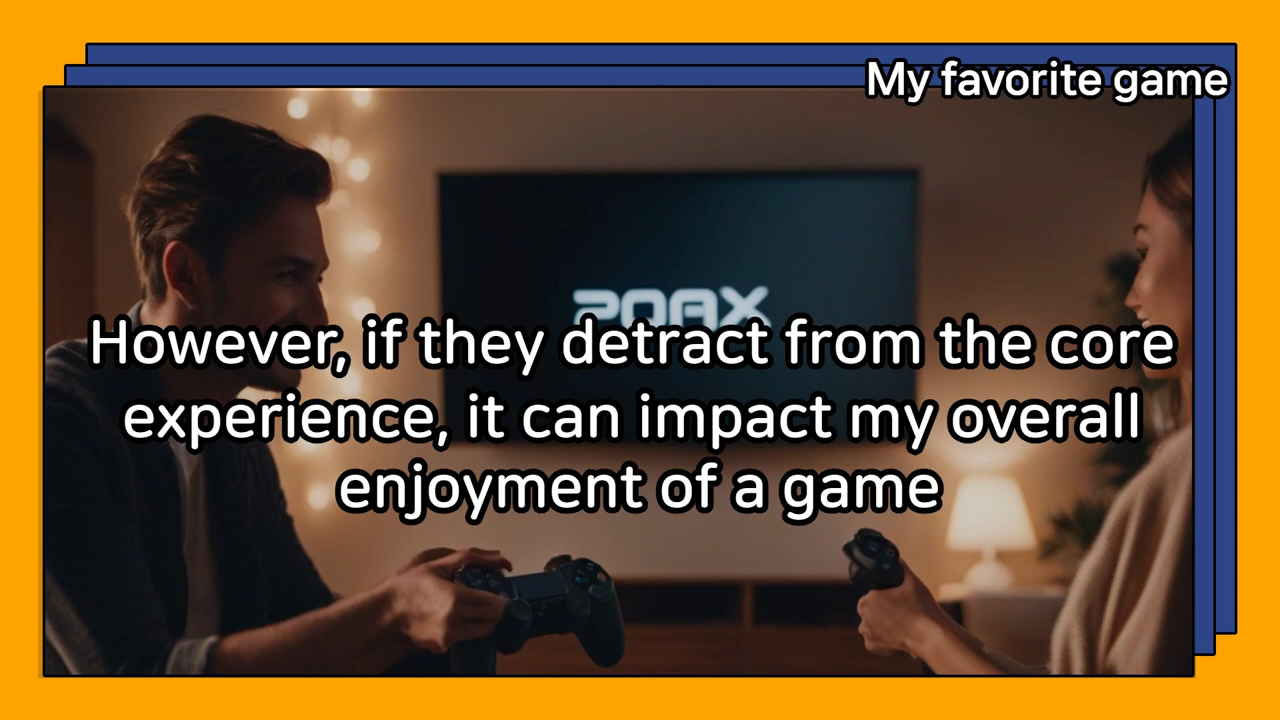 My favorite game
However, if they detract from the core
experience, it can impact my overall
enjoyment of a game